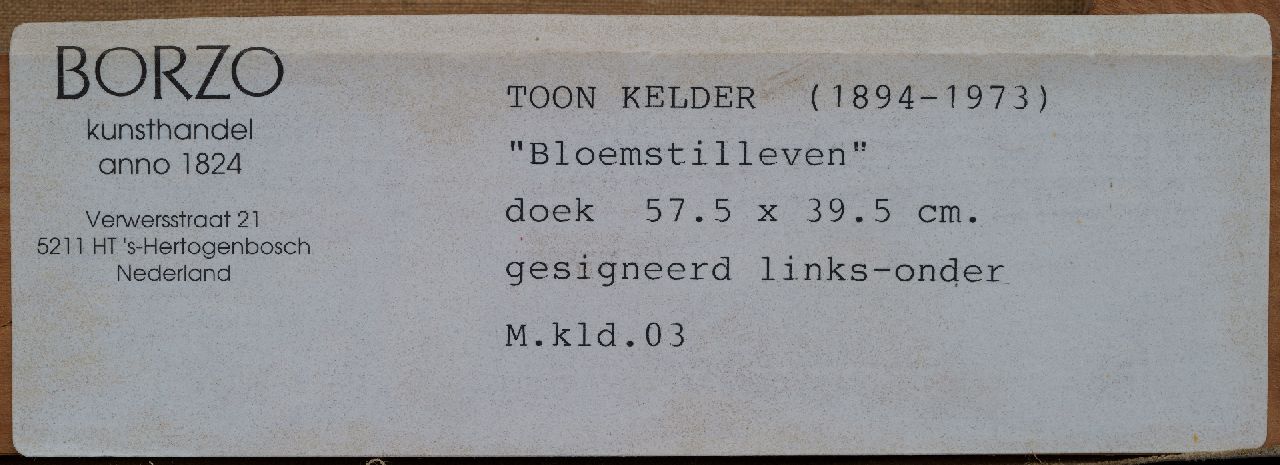 BORZO
kunsthandel
anno 1824
Verwersstraat 21
5211 HT 's-Hertogenbosch
Nederland
TOON KELDER (1894-1973)
"Bloemstilleven"
doek 57.5 x 39.5 cm.
gesigneerd links-onder
M.kld.03